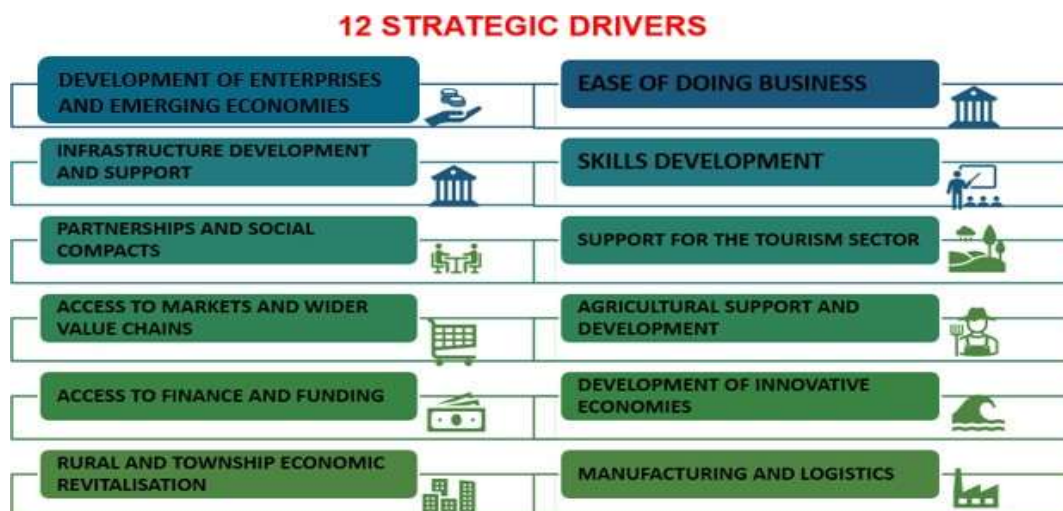 12 STRATEGIC DRIVERS
DEVELOPMENT OF ENTERPRISES
AND EMERGING ECONOMIES
EASE OF DOING BUSINESS
INFRASTRUCTURE DEVELOPMENT
AND SUPPORT
SKILLS DEVELOPMENT
PARTNERSHIPS AND SOCIAL
COMPACTS
SUPPORT FOR THE TOURISM SECTOR
ACCESS TO MARKETS AND WIDER
VALUE CHAINS
AGRICULTURAL SUPPORT AND
DEVELOPMENT
ACCESS TO FINANCE AND FUNDING
DEVELOPMENT OF INNOVATIVE
ECONOMIES
RURAL AND TOWNSHIP ECONOMIC
REVITALISATION
MANUFACTURING AND LOGISTICS